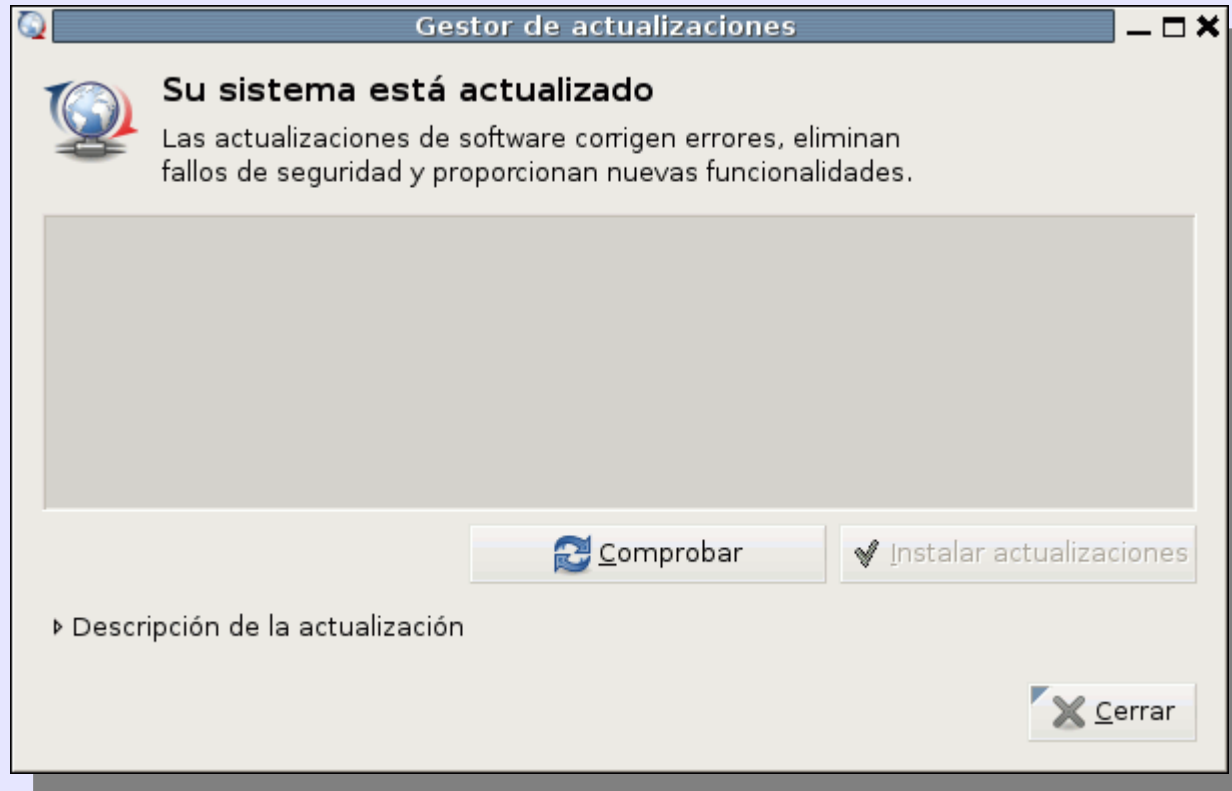 Gestor de actualizaciones
Su sistema está actualizado
Las actualizaciones de software corrigen errores, eliminan
fallos de seguridad y proporcionan nuevas funcionalidades.
Comprobar
Instalar actualizaciones
Descripción de la actualización
Cerrar